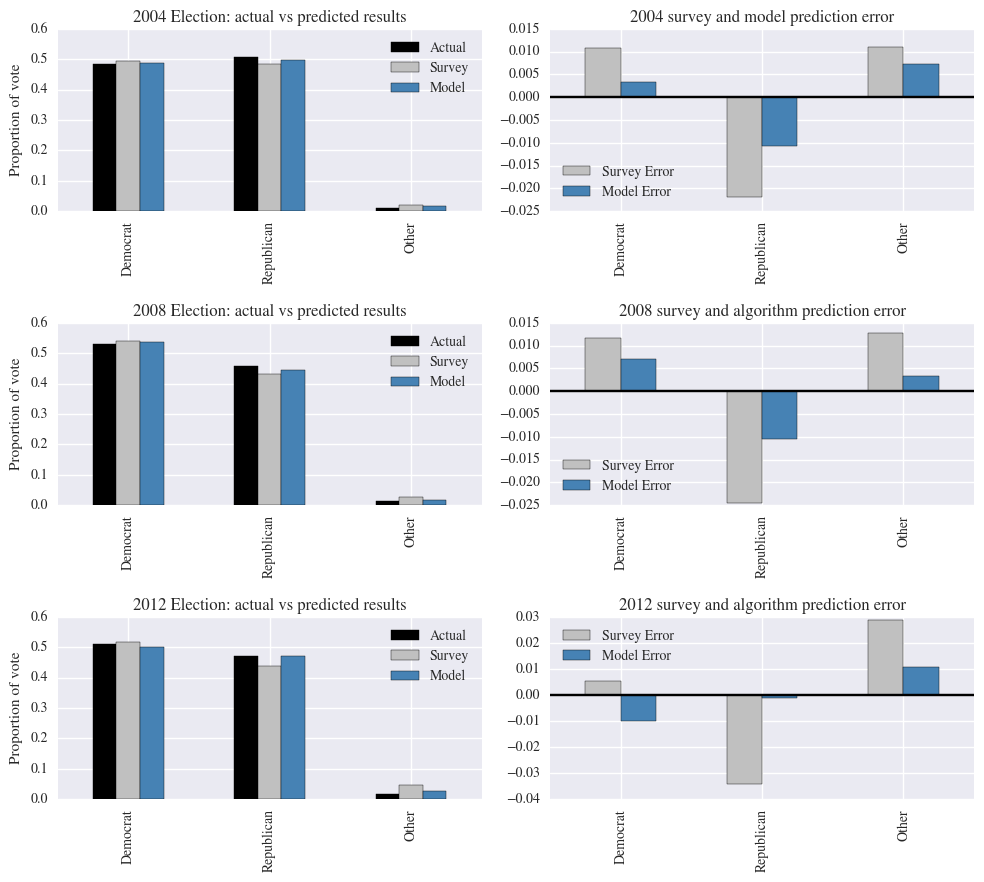 2004 Election: actual vs predicted results
0.6
0.5
0.4
0.3
0.2
0.1
0.0
Proportion of vote
Actual
Survey
Model
Democrat
Republican
Other
2004 survey and model prediction error
0.015
0.010
0.005
0.000
−0.005
−0.010
−0.015
−0.020
−0.025
Survey Error
Model Error
Democrat
Republican
Other
2008 Election: actual vs predicted results
0.6
0.5
0.4
0.3
0.2
0.1
0.0
Proportion of vote
Actual
Survey
Model
Democrat
Republican
Other
2008 survey and algorithm prediction error
0.015
0.010
0.005
0.000
−0.005
−0.010
−0.015
−0.020
−0.025
Survey Error
Model Error
Democrat
Republican
Other
2012 Election: actual vs predicted results
0.6
0.5
0.4
0.3
0.2
0.1
0.0
Proportion of vote
Actual
Survey
Model
Democrat
Republican
Other
2012 survey and algorithm prediction error
0.03
0.02
0.01
0.00
−0.01
−0.02
−0.03
−0.04
Survey Error
Model Error
Democrat
Republican
Other